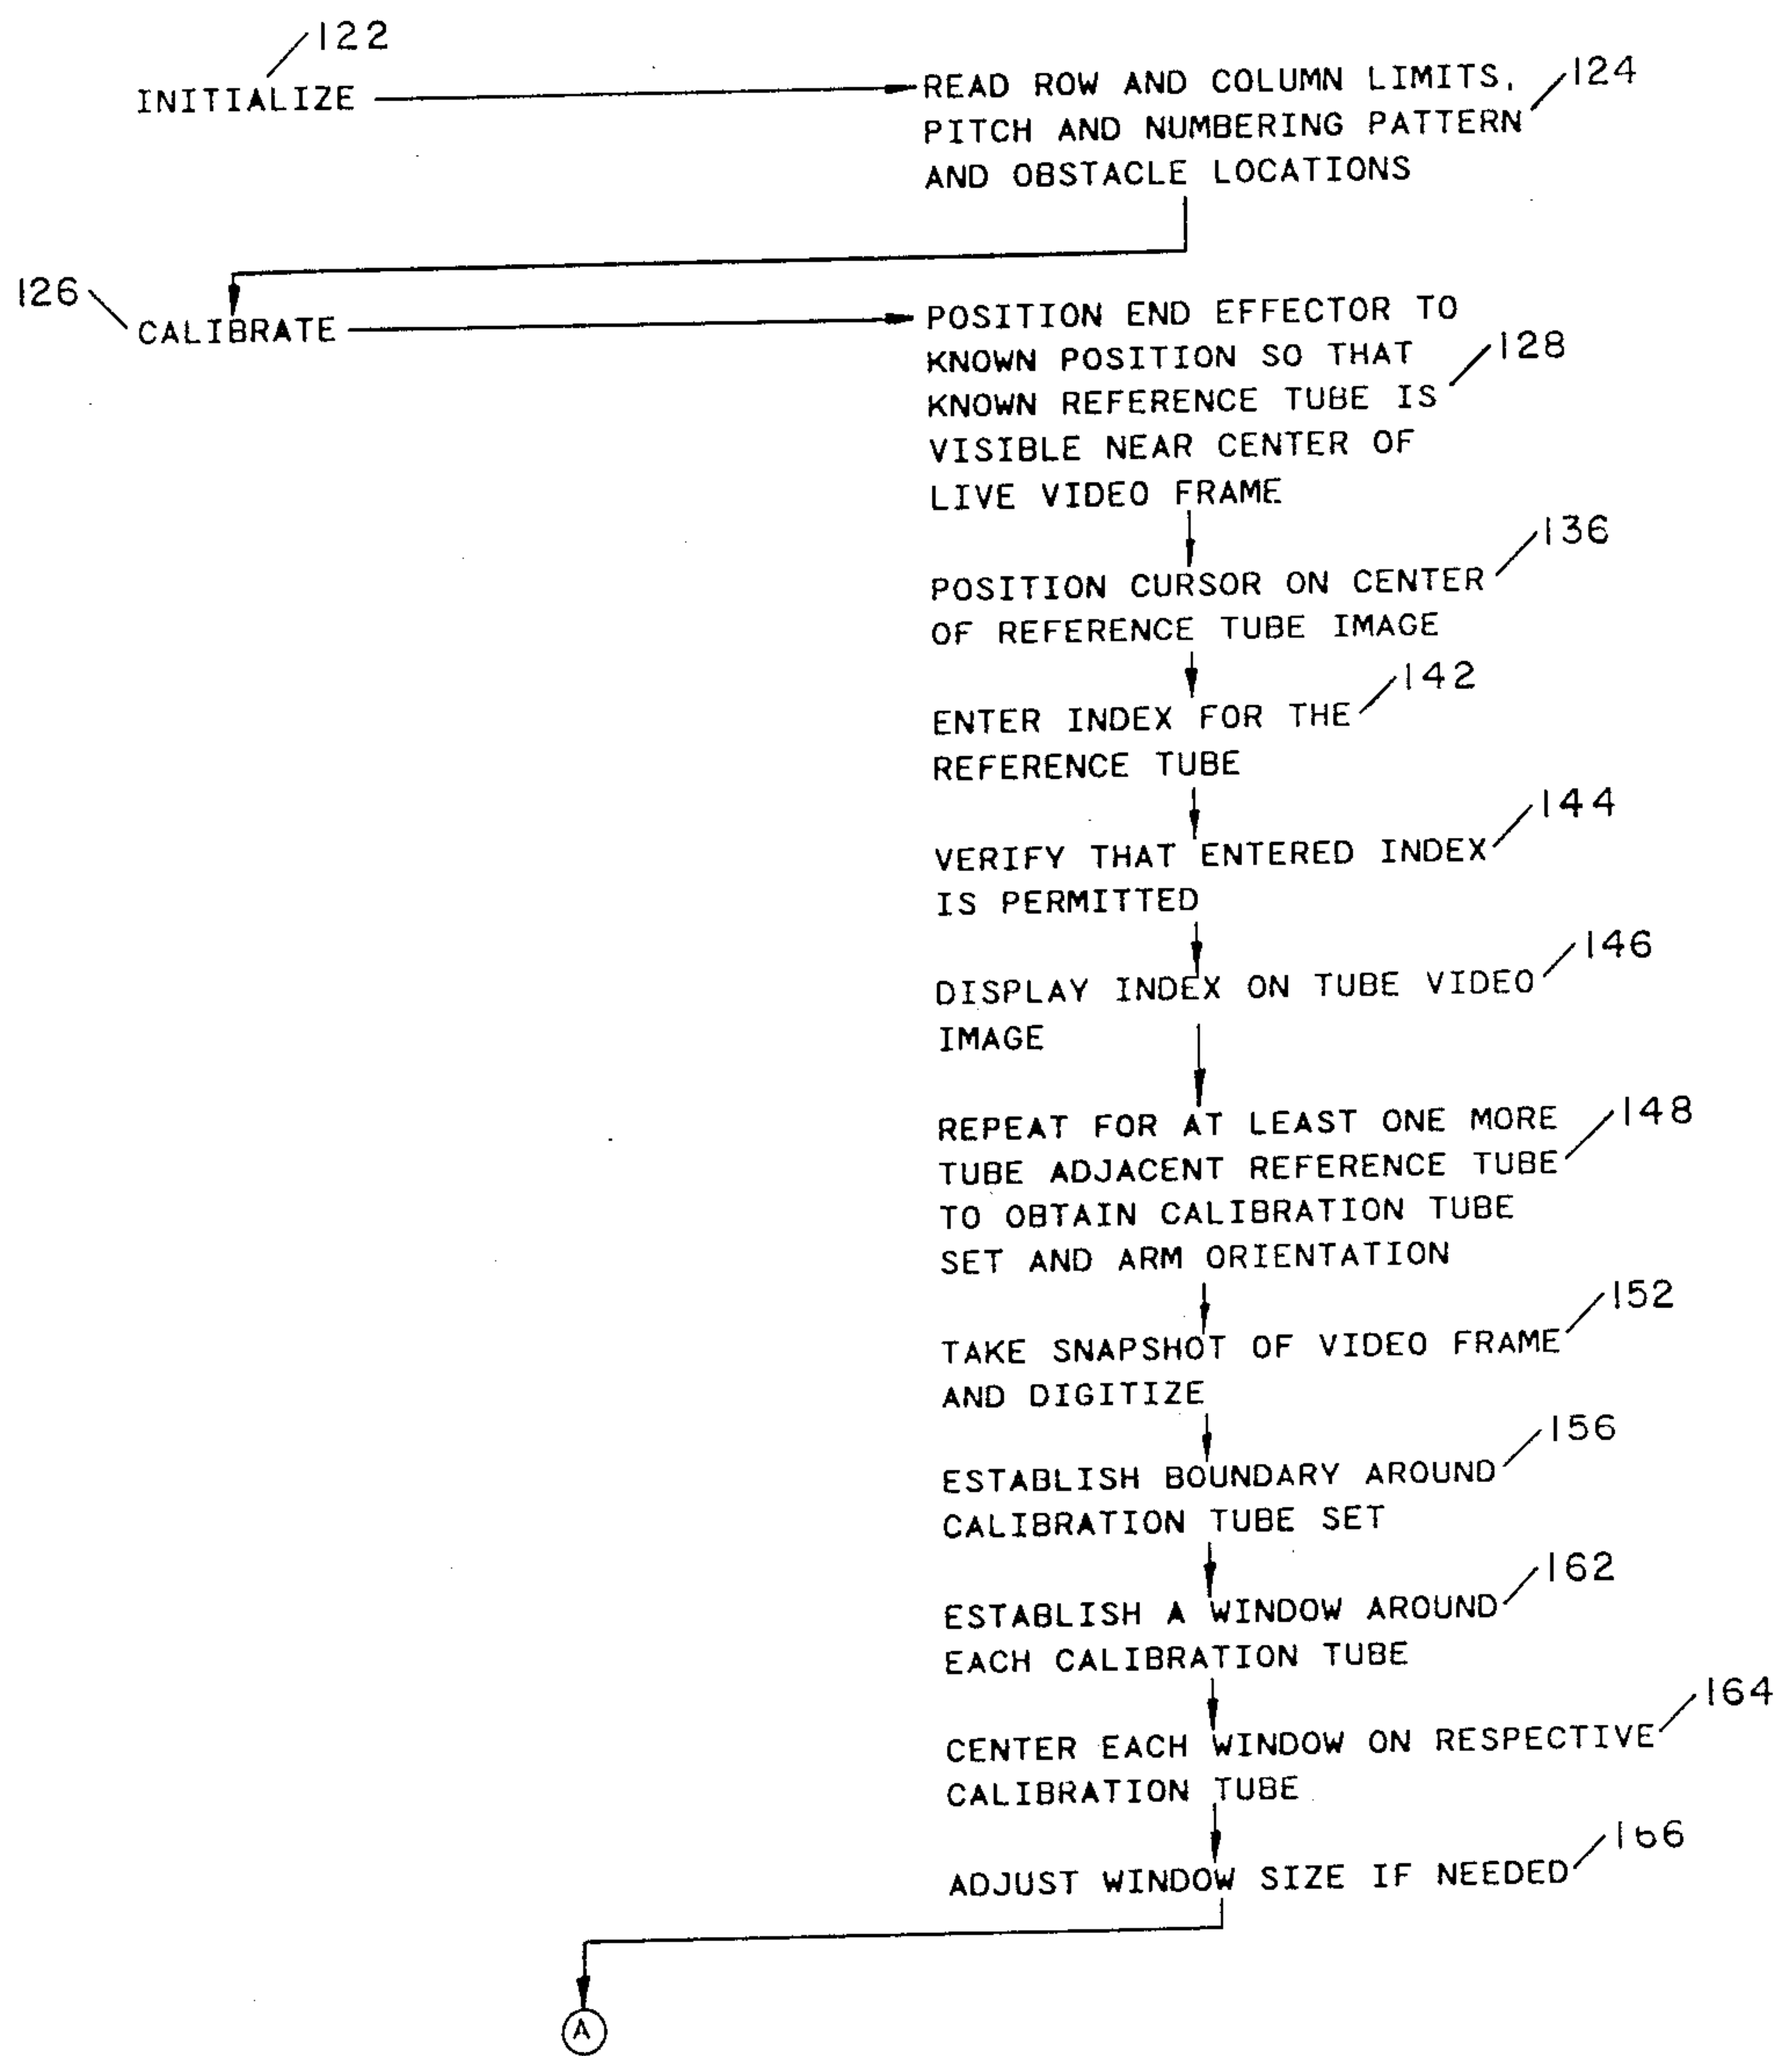 122
INITIALIZE
READ ROW AND COLUMN LIMITS,
PITCH AND NUMBERING PATTERN
AND OBSTACLE LOCATIONS
124
126
CALIBRATE
POSITION END EFFECTOR TO
KNOWN POSITION SO THAT
KNOWN REFERENCE TUBE IS
VISIBLE NEAR CENTER OF
LIVE VIDEO FRAME
128
136
POSITION CURSOR ON CENTER
OF REFERENCE TUBE IMAGE
142
ENTER INDEX FOR THE
REFERENCE TUBE
144
VERIFY THAT ENTERED INDEX
IS PERMITTED
146
DISPLAY INDEX ON TUBE VIDEO
IMAGE
148
REPEAT FOR AT LEAST ONE MORE
TUBE ADJACENT REFERENCE TUBE
TO OBTAIN CALIBRATION TUBE
SET AND ARM ORIENTATION
152
TAKE SNAPSHOT OF VIDEO FRAME
AND DIGITIZE
156
ESTABLISH BOUNDARY AROUND
CALIBRATION TUBE SET
162
ESTABLISH A WINDOW AROUND
EACH CALIBRATION TUBE
164
CENTER EACH WINDOW ON RESPECTIVE
CALIBRATION TUBE
166
ADJUST WINDOW SIZE IF NEEDED
A